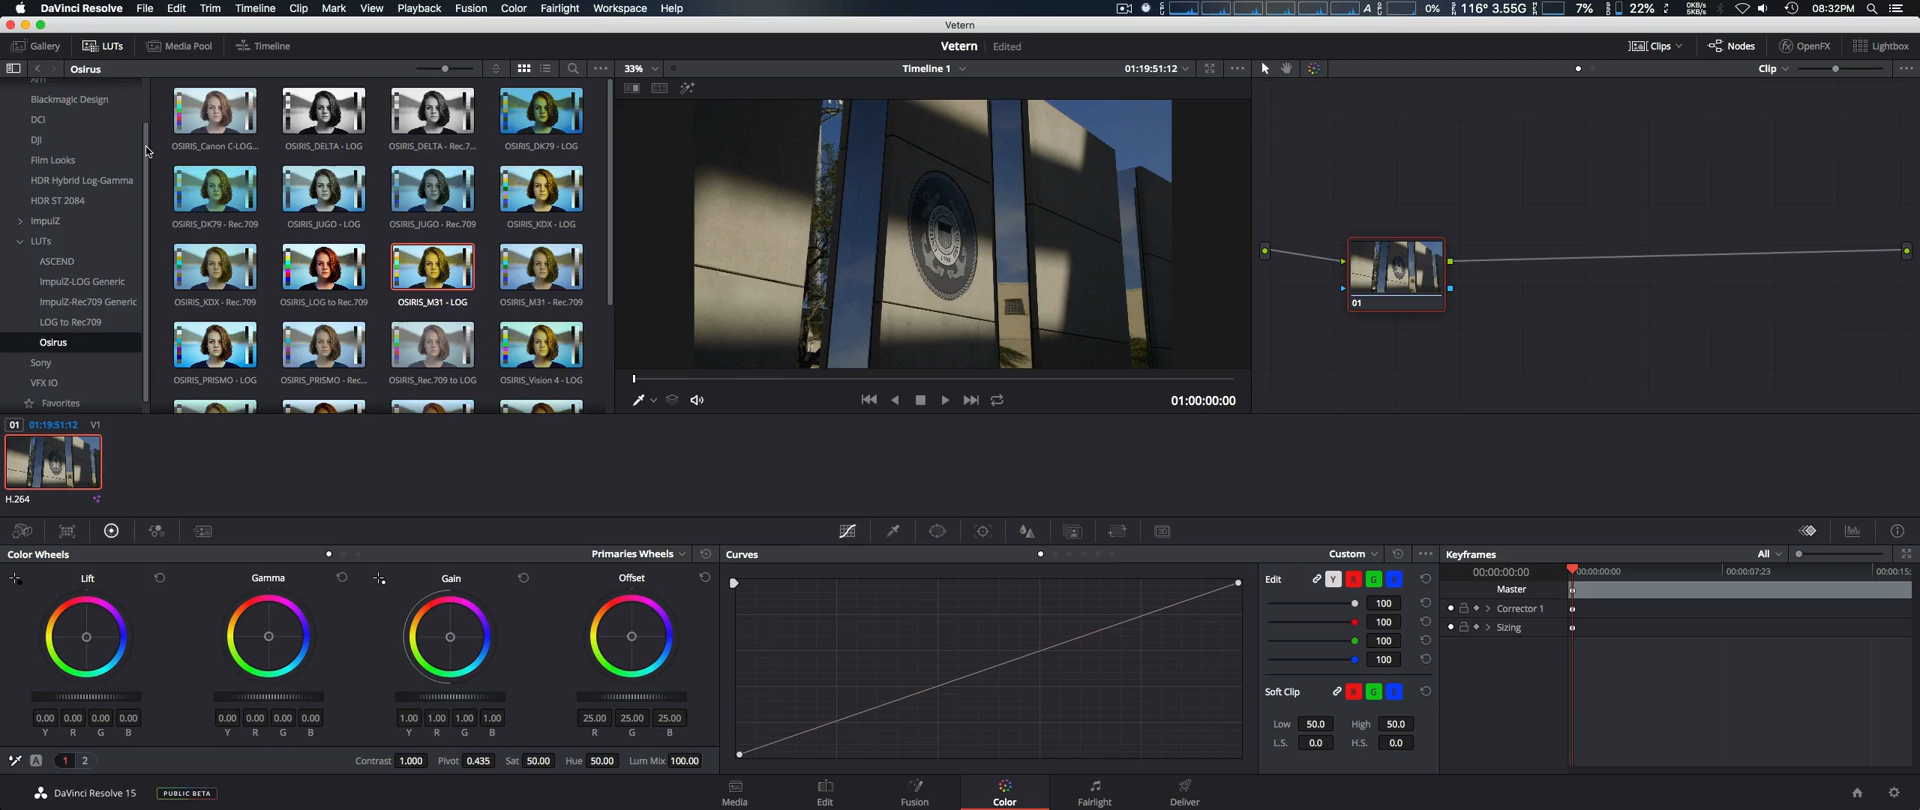 DaVinci Resolve File Edit Trim Timeline Clip Mark View Playback Fusion Color Fairlight Workspace Help
0% 116° 3.55G 7% 22% 0KB/s 5KB/s 08:32PM
Vetern
Gallery LUTs Media Pool Timeline Vetern Edited Clips Nodes OpenFX Lightbox
Osirus 33% Timeline 1 01:19:51:12 Clip
Arri
Blackmagic Design
DCI
DJI
Film Looks
HDR Hybrid Log-Gamma
HDR ST 2084
ImpulZ
LUTs
ASCEND
ImpulZ-LOG Generic
ImpulZ-Rec709 Generic
LOG to Rec709
Osirus
Sony
VFX IO
Favorites
OSIRIS_Canon C-LOG... OSIRIS_DELTA - LOG OSIRIS_DELTA - Rec.7... OSIRIS_DK79 - LOG
OSIRIS_DK79 - Rec.709 OSIRIS_JUGO - LOG OSIRIS_JUGO - Rec.709 OSIRIS_KDX - LOG
OSIRIS_KDX - Rec.709 OSIRIS_LOG to Rec.709 OSIRIS_M31 - LOG OSIRIS_M31 - Rec.709
OSIRIS_PRISMO - LOG OSIRIS_PRISMO - Rec... OSIRIS_Rec.709 to LOG OSIRIS_Vision 4 - LOG
01:00:00:00
01
01 01:19:51:12 V1
H.264
Color Wheels Primaries Wheels
Lift Gamma Gain Offset
0.00 0.00 0.00 0.00 0.00 0.00 0.00 0.00 1.00 1.00 1.00 1.00 25.00 25.00 25.00
Y R G B Y R G B Y R G B R G B
A 1 2 Contrast 1.000 Pivot 0.435 Sat 50.00 Hue 50.00 Lum Mix 100.00
Curves Custom
Edit Y R G B
100
100
100
100
Soft Clip R G B
Low 50.0 High 50.0
L.S. 0.0 H.S. 0.0
Keyframes All
00:00:00:00 00:00:00:00 00:00:07:23 00:00:15:
Master
Corrector 1
Sizing
DaVinci Resolve 15 PUBLIC BETA
Media Edit Fusion Color Fairlight Deliver